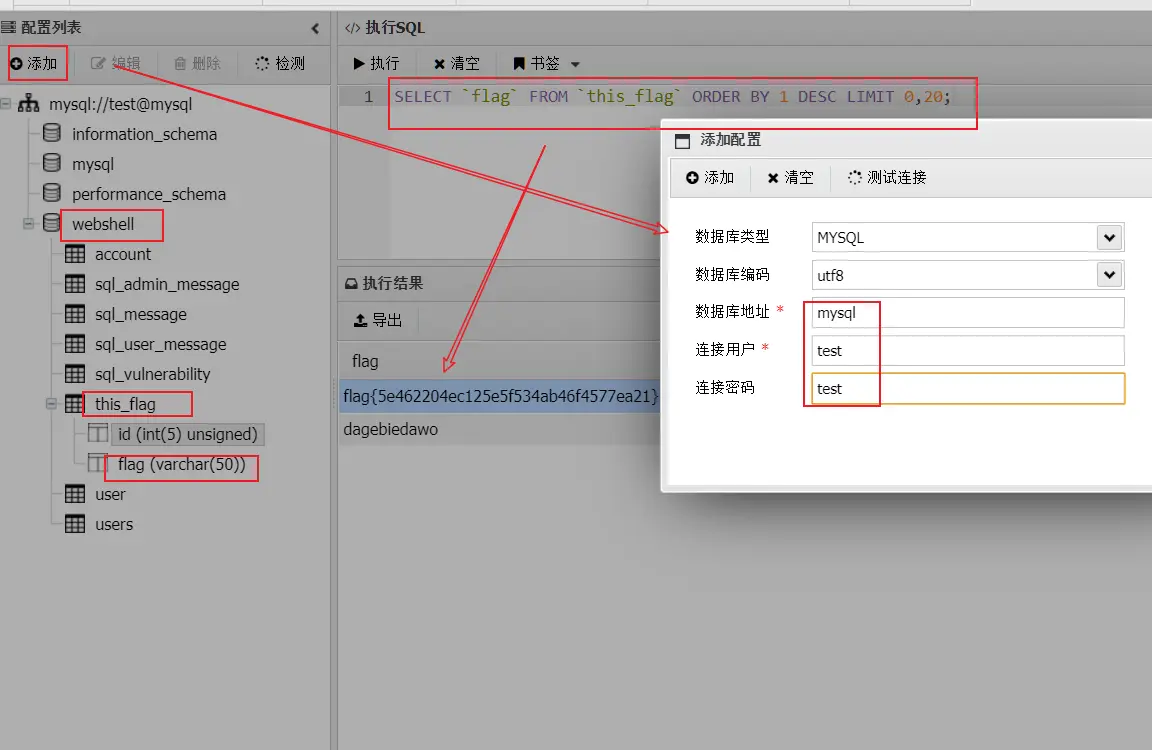 配置列表
添加
编辑
删除
检测
mysql://test@mysql
information_schema
mysql
performance_schema
webshell
account
sql_admin_message
sql_message
sql_user_message
sql_vulnerability
this_flag
id (int(5) unsigned)
flag (varchar(50))
user
users
</> 执行SQL
执行
清空
书签
1 SELECT `flag` FROM `this_flag` ORDER BY 1 DESC LIMIT 0,20;
执行结果
导出
flag
flag{5e462204ec125e5f534ab46f4577ea21}
dagebiedawo
添加配置
添加
清空
测试连接
数据库类型 MYSQL
数据库编码 utf8
数据库地址 * mysql
连接用户 * test
连接密码 test